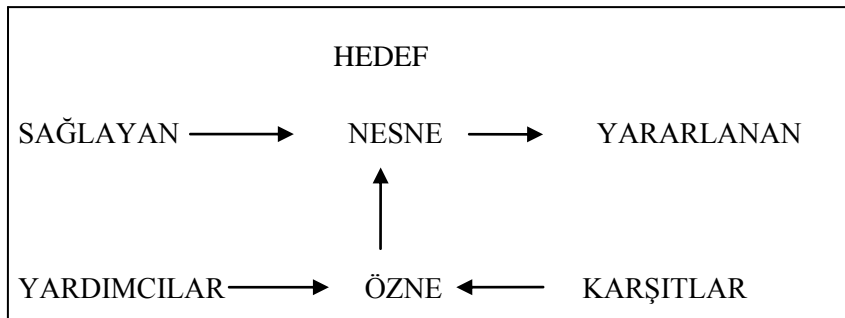 HEDEF
SAĞLAYAN NESNE YARARLANAN
YARDIMCILAR ÖZNE KARŞITLAR